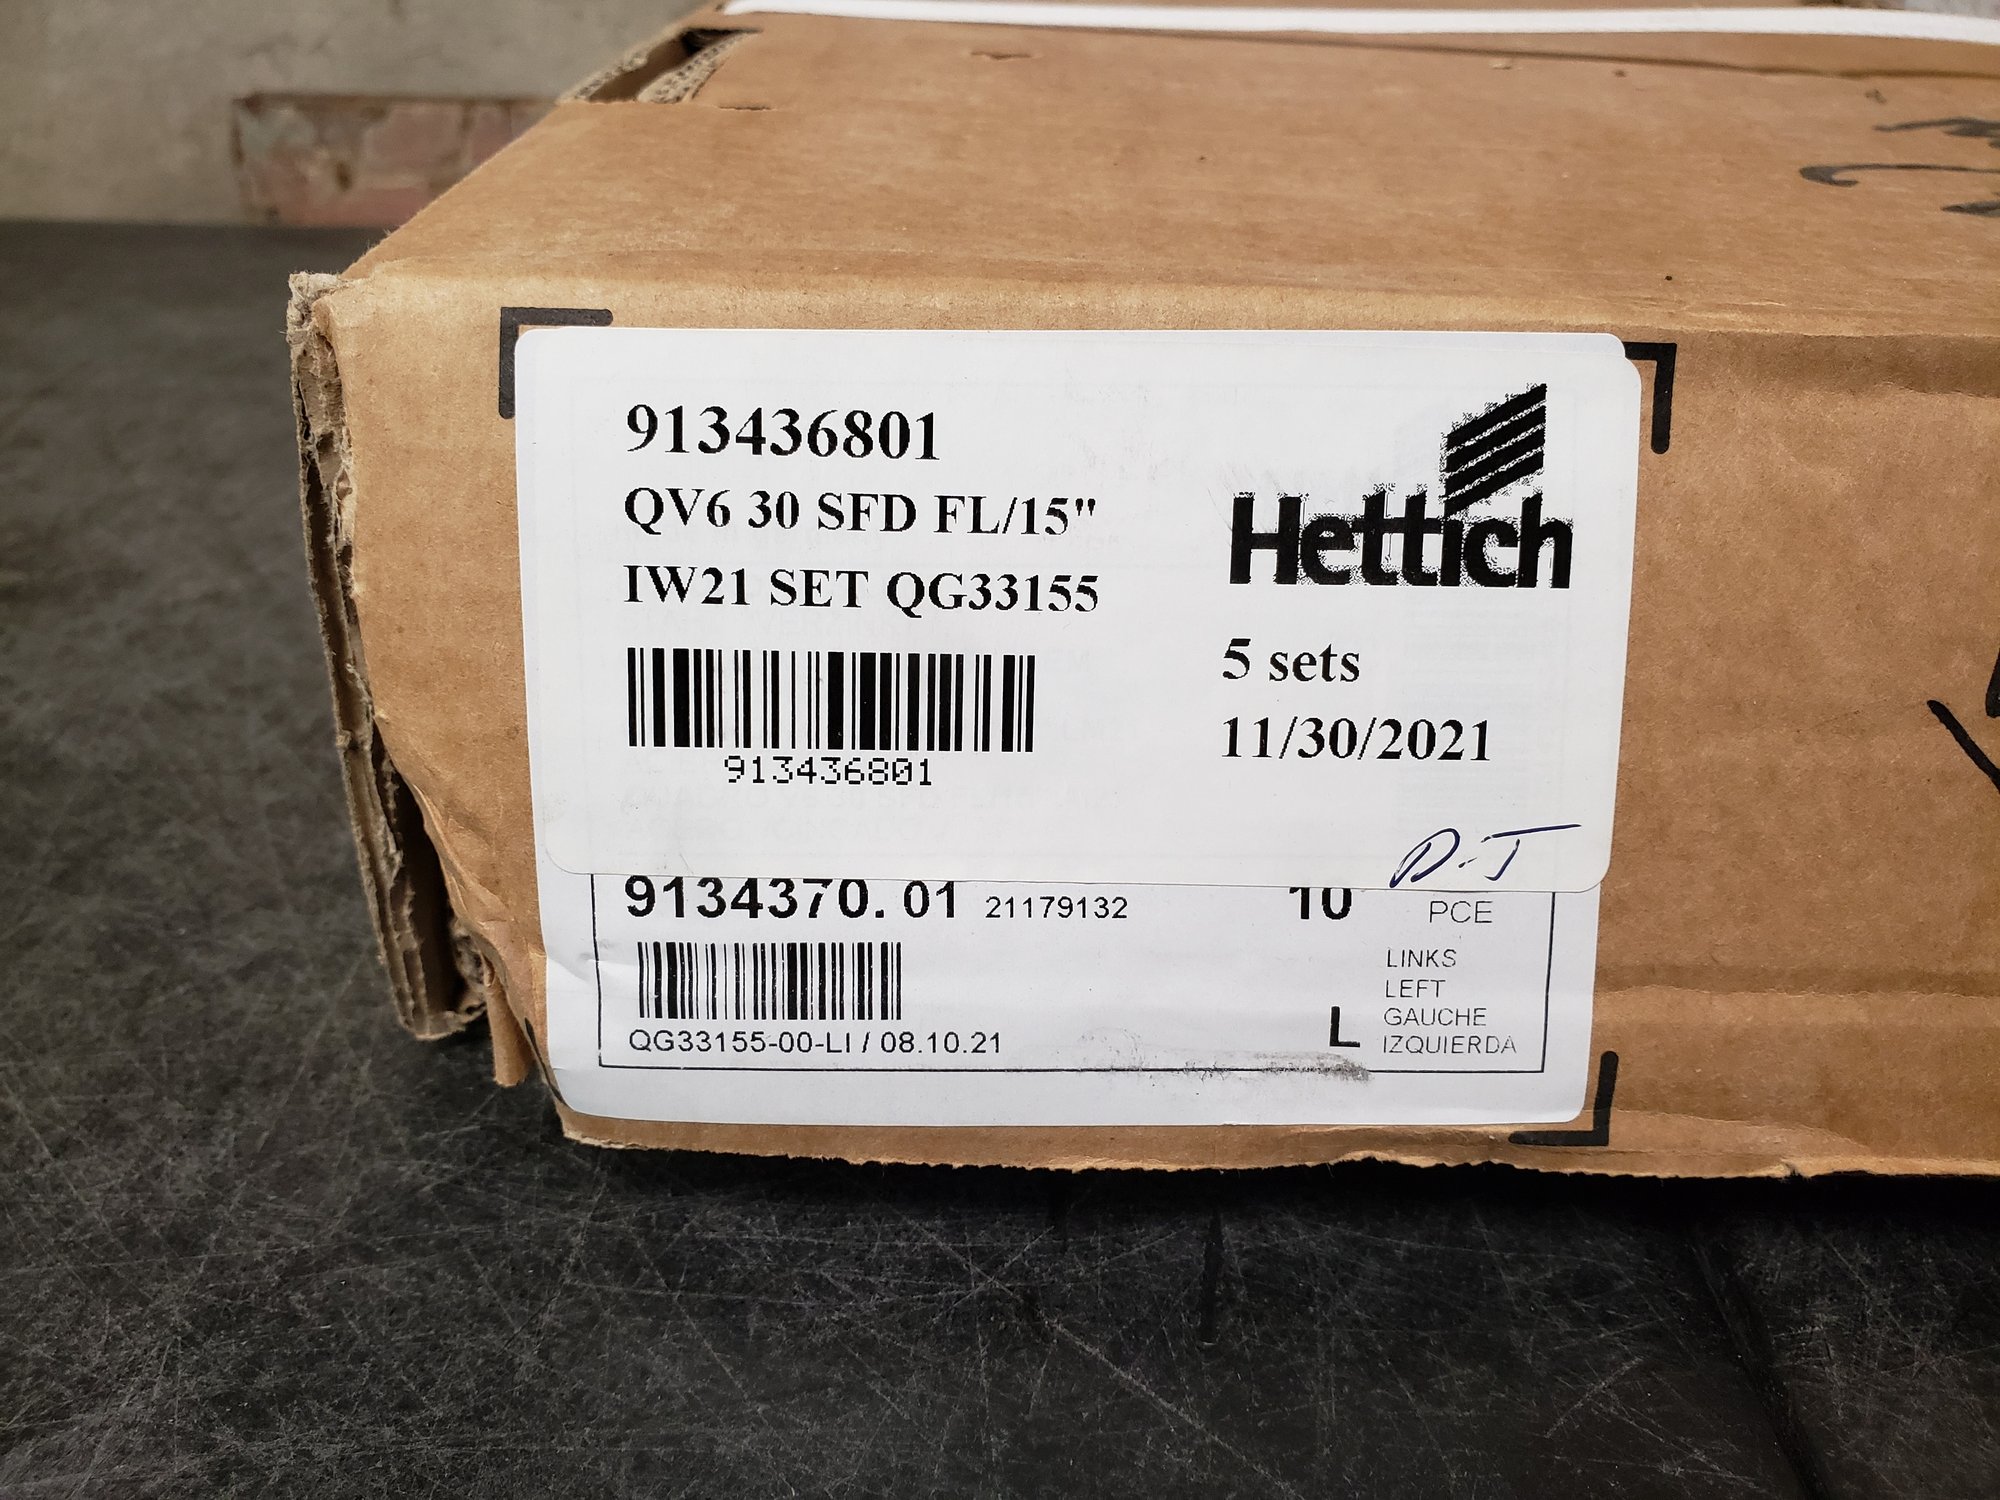 913436801
QV6 30 SFD FL/15"
IW21 SET QG33155
913436801
Hettich
5 sets
11/30/2021
D-J
9134370. 01 21179132 10 PCE
QG33155-00-LI / 08.10.21
L
LINKS
LEFT
GAUCHE
IZQUIERDA